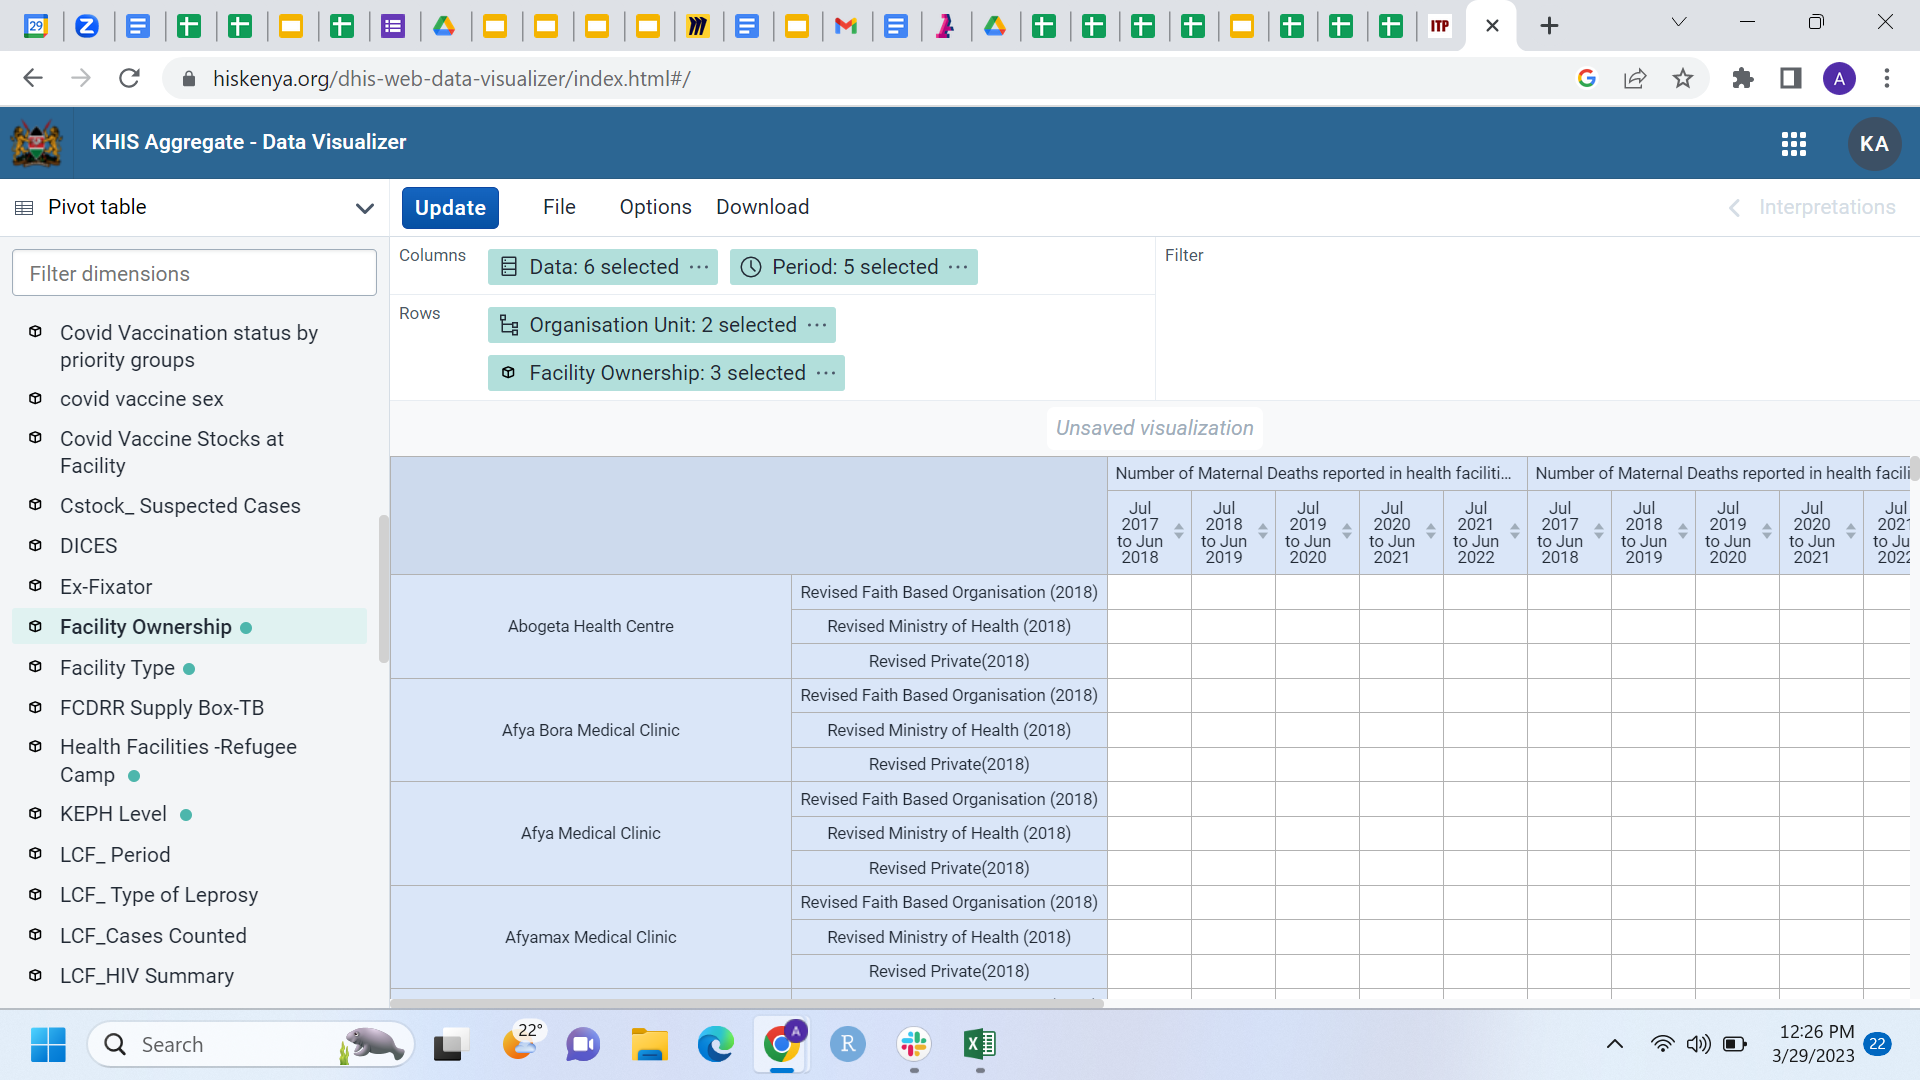 29
Z
ITP
hiskenya.org/dhis-web-data-visualizer/index.html#/
A
KHIS Aggregate - Data Visualizer
KA
Pivot table
Update
File
Options
Download
Interpretations
Filter dimensions
Columns
Data: 6 selected
Period: 5 selected
Filter
Rows
Organisation Unit: 2 selected
Facility Ownership: 3 selected
Covid Vaccination status by
priority groups
covid vaccine sex
Covid Vaccine Stocks at
Facility
Cstock_ Suspected Cases
DICES
Ex-Fixator
Facility Ownership
Facility Type
FCDRR Supply Box-TB
Health Facilities -Refugee
Camp
KEPH Level
LCF_ Period
LCF_ Type of Leprosy
LCF_Cases Counted
LCF_HIV Summary
Unsaved visualization
Number of Maternal Deaths reported in health faciliti...
Number of Maternal Deaths reported in health facili
Jul 2017 to Jun 2018
Jul 2018 to Jun 2019
Jul 2019 to Jun 2020
Jul 2020 to Jun 2021
Jul 2021 to Jun 2022
Jul 2017 to Jun 2018
Jul 2018 to Jun 2019
Jul 2019 to Jun 2020
Jul 2020 to Jun 2021
Jul 2021 to Ju 2022
Abogeta Health Centre
Revised Faith Based Organisation (2018)
Revised Ministry of Health (2018)
Revised Private(2018)
Afya Bora Medical Clinic
Revised Faith Based Organisation (2018)
Revised Ministry of Health (2018)
Revised Private(2018)
Afya Medical Clinic
Revised Faith Based Organisation (2018)
Revised Ministry of Health (2018)
Revised Private(2018)
Afyamax Medical Clinic
Revised Faith Based Organisation (2018)
Revised Ministry of Health (2018)
Revised Private(2018)
Search
22°
A
R
X
12:26 PM
3/29/2023
22